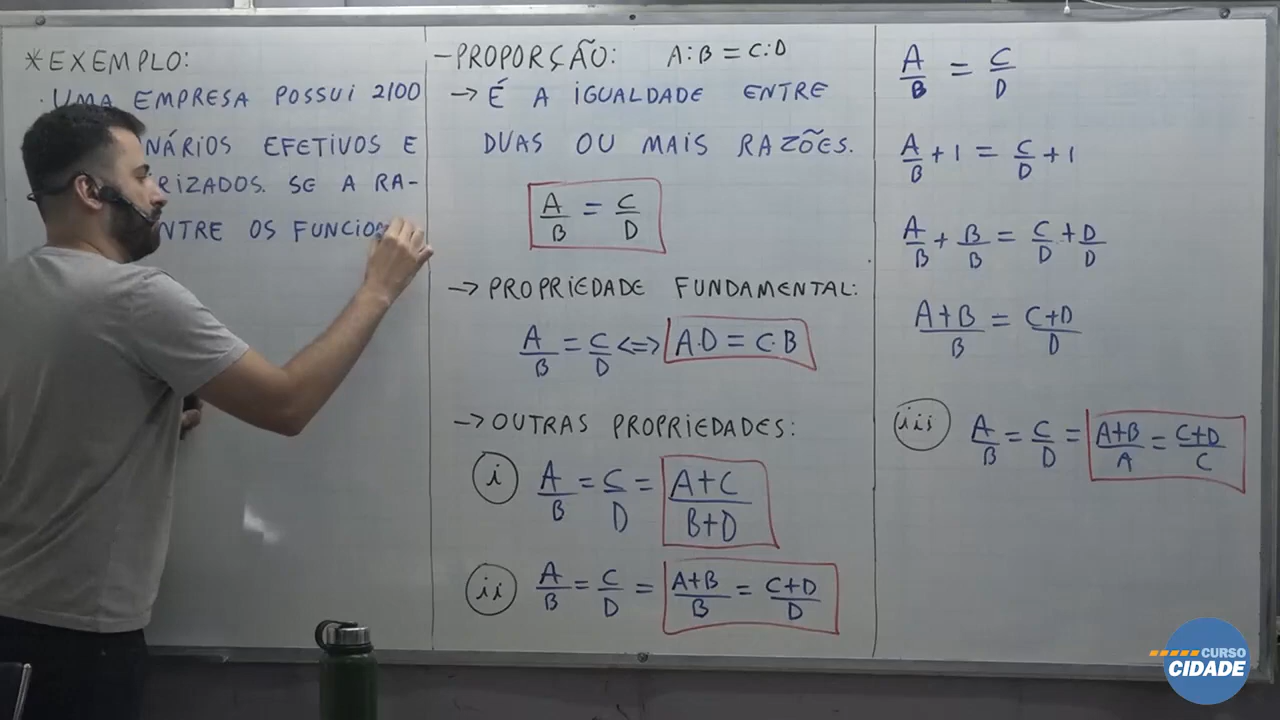 *EXEMPLO:
· UMA EMPRESA POSSUI 2100
NÁRIOS EFETIVOS E
RIZADOS. SE A RA-
NTRE OS FUNCIO
- PROPORÇÃO: A:B = C:D
→ É A IGUALDADE ENTRE
DUAS OU MAIS RAZÕES.
A/B = C/D
→ PROPRIEDADE FUNDAMENTAL:
A/B = C/D <=> A·D = C·B
→ OUTRAS PROPRIEDADES:
i A/B = C/D = A+C/B+D
ii A/B = C/D = A+B/B = C+D/D
A/B = C/D
A/B + 1 = C/D + 1
A/B + B/B = C/D + D/D
A+B/B = C+D/D
iii A/B = C/D = A+B/A = C+D/C
CURSO
CIDADE